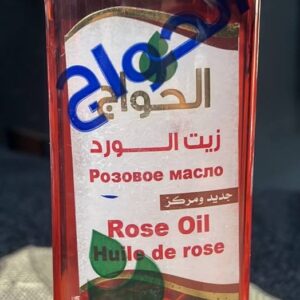 الحواج
الحواج
زيت الورد
Розовое масло
جديد ومركز
Rose Oil
Huile de rose